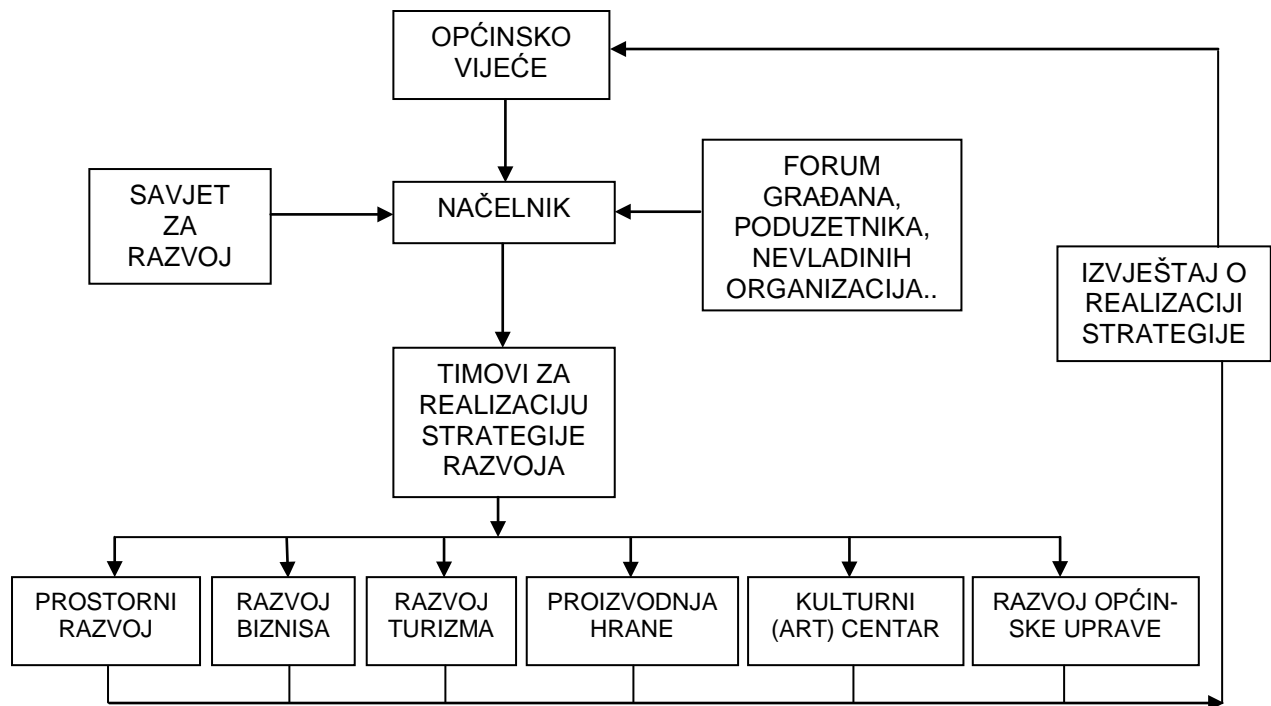 OPĆINSKO
VIJEĆE
SAVJET
ZA
RAZVOJ
NAČELNIK
FORUM
GRAĐANA,
PODUZETNIKA,
NEVLADINIH
ORGANIZACIJA..
IZVJEŠTAJ O
REALIZACIJI
STRATEGIJE
TIMOVI ZA
REALIZACIJU
STRATEGIJE
RAZVOJA
PROSTORNI
RAZVOJ
RAZVOJ
BIZNISA
RAZVOJ
TURIZMA
PROIZVODNJA
HRANE
KULTURNI
(ART) CENTAR
RAZVOJ OPĆIN-
SKE UPRAVE